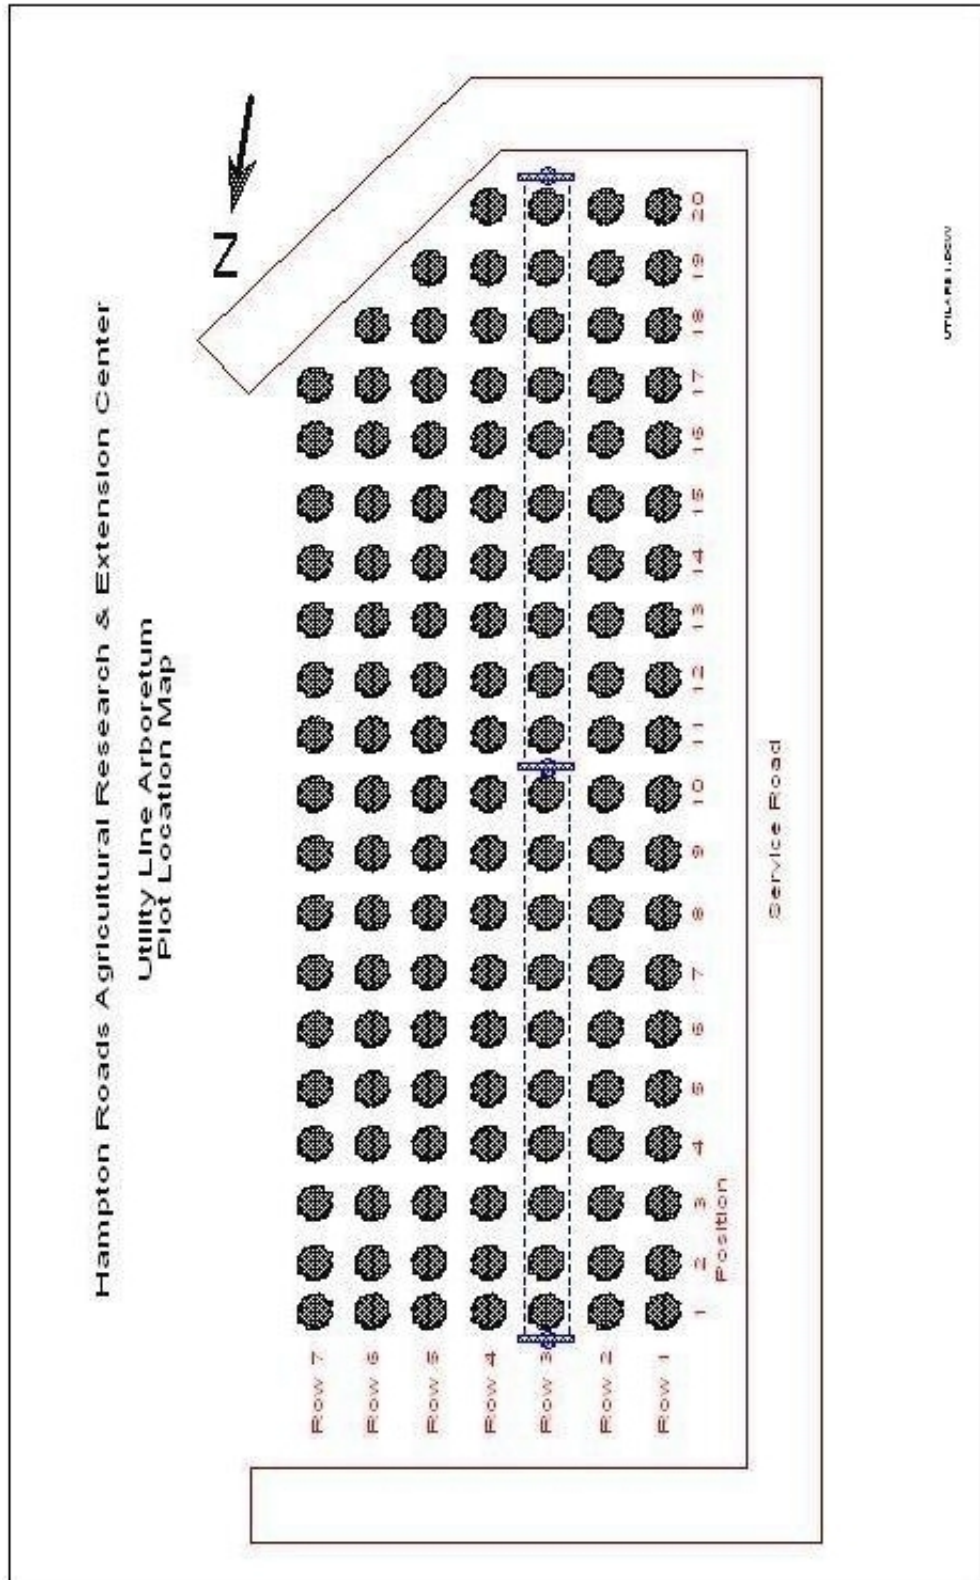 Hampton Roads Agricultural Research & Extension Center
Utility Line Arboretum
Plot Location Map
N
Row 7
Row 6
Row 5
Row 4
Row 3
Row 2
Row 1
1 2 3 4 5 6 7 8 9 10 11 12 13 14 15 16 17 18 19 20
Position
Service Road